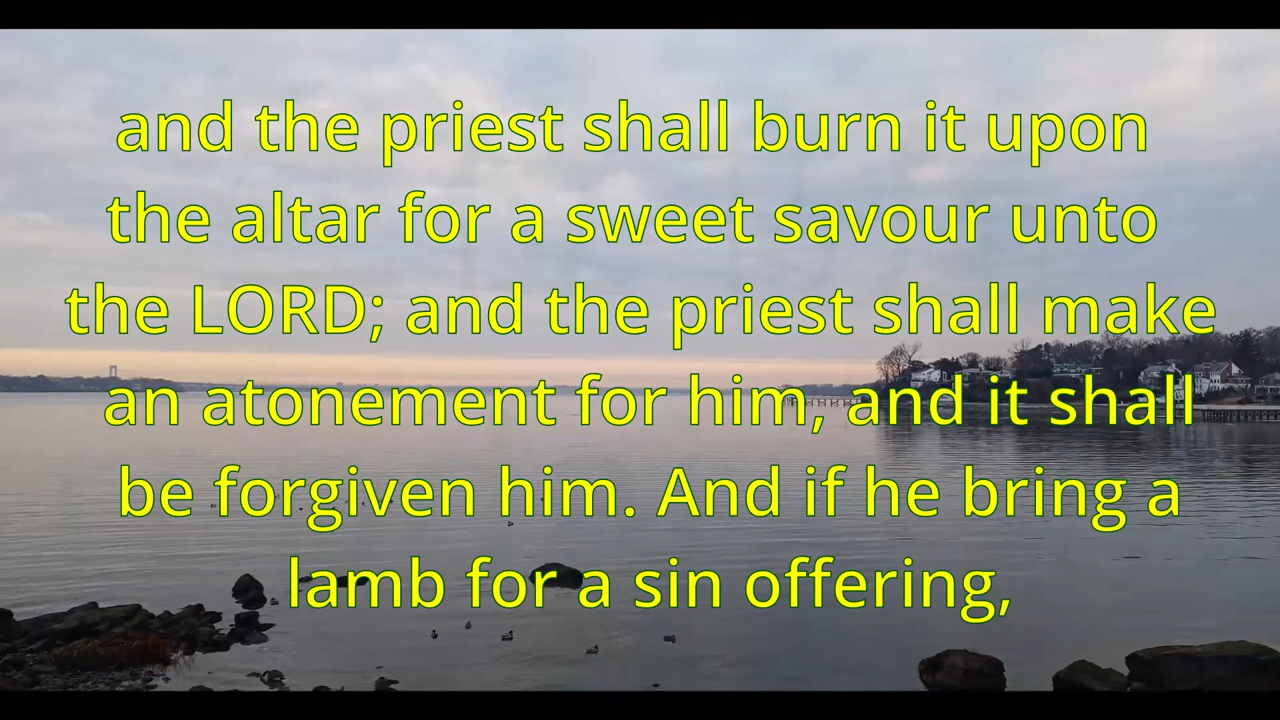 and the priest shall burn it upon
the altar for a sweet savour unto
the LORD; and the priest shall make
an atonement for him, and it shall
be forgiven him. And if he bring a
lamb for a sin offering,